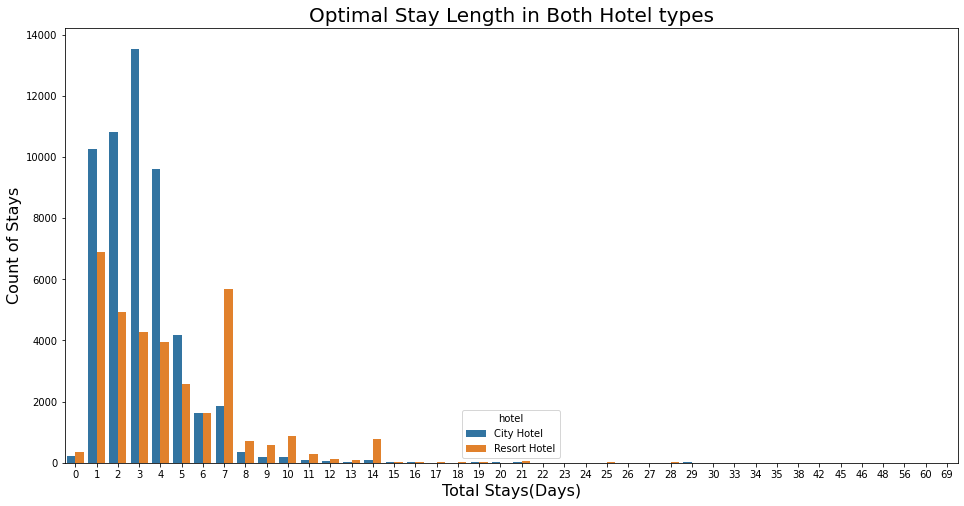 Optimal Stay Length in Both Hotel types
Count of Stays
14000
12000
10000
8000
6000
4000
2000
0
hotel
City Hotel
Resort Hotel
0 1 2 3 4 5 6 7 8 9 10 11 12 13 14 15 16 17 18 19 20 21 22 23 24 25 26 27 28 29 30 33 34 35 38 42 45 46 48 56 60 69
Total Stays(Days)